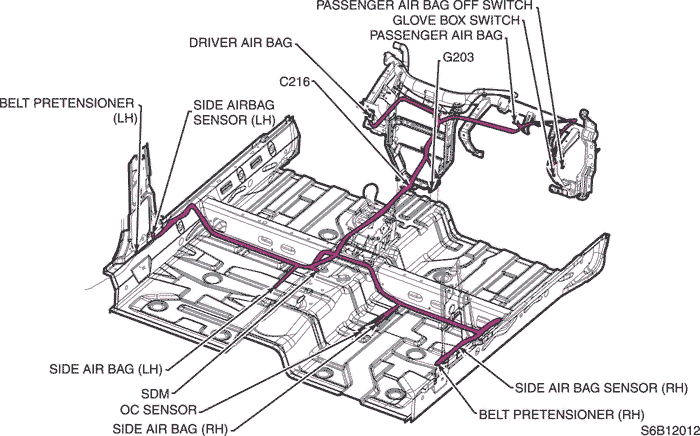 PASSENGER AIR BAG OFF SWITCH
GLOVE BOX SWITCH
PASSENGER AIR BAG
DRIVER AIR BAG
G203
C216
BELT PRETENSIONER
(LH)
SIDE AIRBAG
SENSOR (LH)
SIDE AIR BAG (LH)
SDM
OC SENSOR
SIDE AIR BAG (RH)
SIDE AIR BAG SENSOR (RH)
BELT PRETENSIONER (RH)
S6B12012